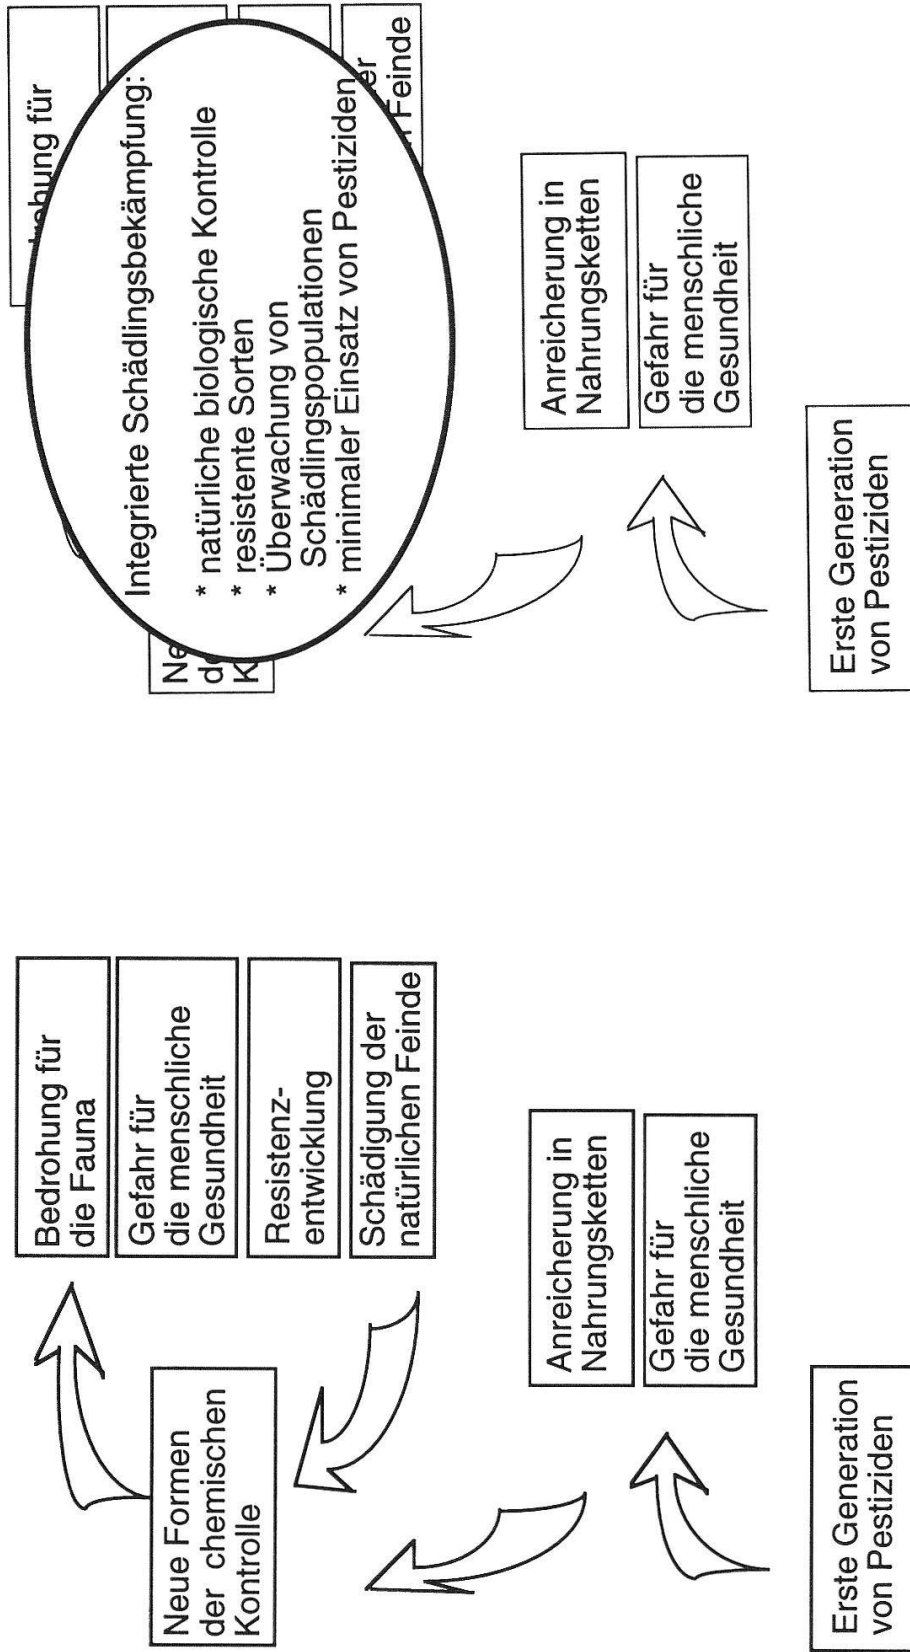 Bedrohung für
die Fauna
Gefahr für
die menschliche
Gesundheit
Resistenz-
entwicklung
Schädigung der
natürlichen Feinde
Neue Formen
der chemischen
Kontrolle
Anreicherung in
Nahrungsketten
Gefahr für
die menschliche
Gesundheit
Erste Generation
von Pestiziden
für
Integrierte Schädlingsbekämpfung:
* natürliche biologische Kontrolle
* resistente Sorten
* Überwachung von
Schädlingspopulationen
* minimaler Einsatz von Pestiziden
Ne
d
K
er
Feinde
Anreicherung in
Nahrungsketten
Gefahr für
die menschliche
Gesundheit
Erste Generation
von Pestiziden